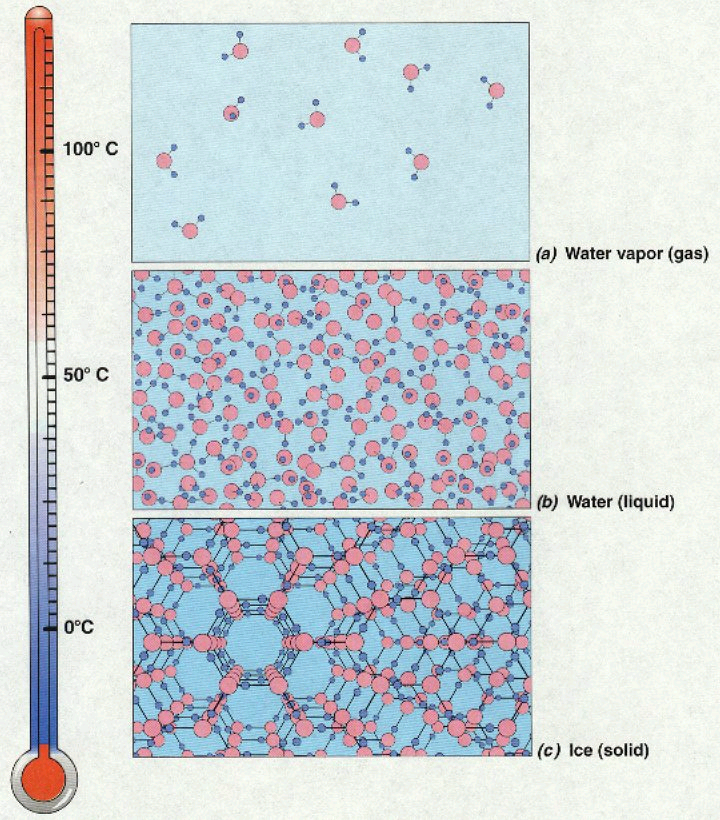 100° C
(a) Water vapor (gas)
50° C
(b) Water (liquid)
0°C
(c) Ice (solid)